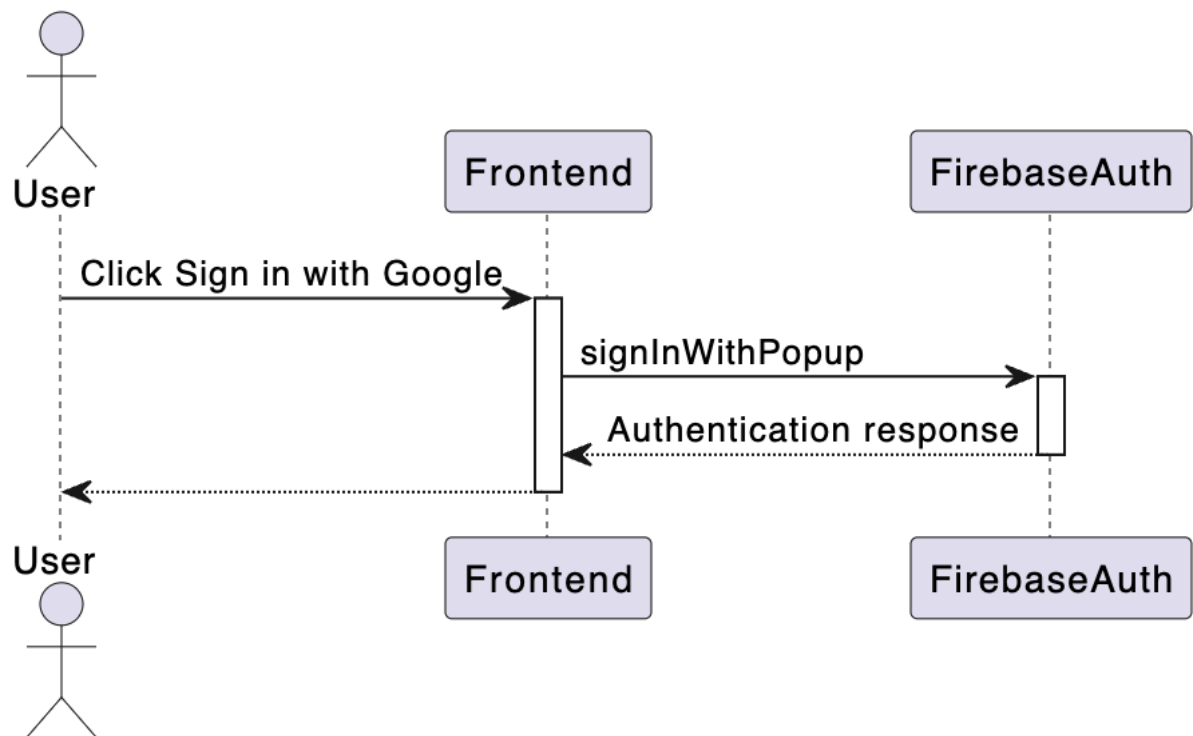 User
Frontend
FirebaseAuth
Click Sign in with Google
signInWithPopup
Authentication response
User
Frontend
FirebaseAuth